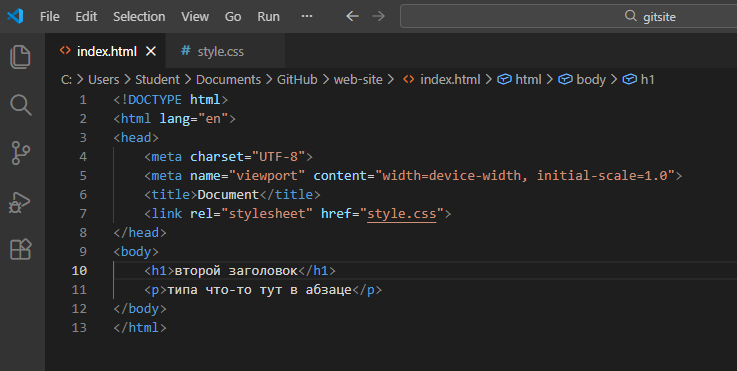 File Edit Selection View Go Run ··· ← → gitsite
index.html × # style.css
C: > Users > Student > Documents > GitHub > web-site > index.html > html > body > h1
1 <!DOCTYPE html>
2 <html lang="en">
3 <head>
4 <meta charset="UTF-8">
5 <meta name="viewport" content="width=device-width, initial-scale=1.0">
6 <title>Document</title>
7 <link rel="stylesheet" href="style.css">
8 </head>
9 <body>
10 <h1>второй заголовок</h1>
11 <p>типа что-то тут в абзаце</p>
12 </body>
13 </html>